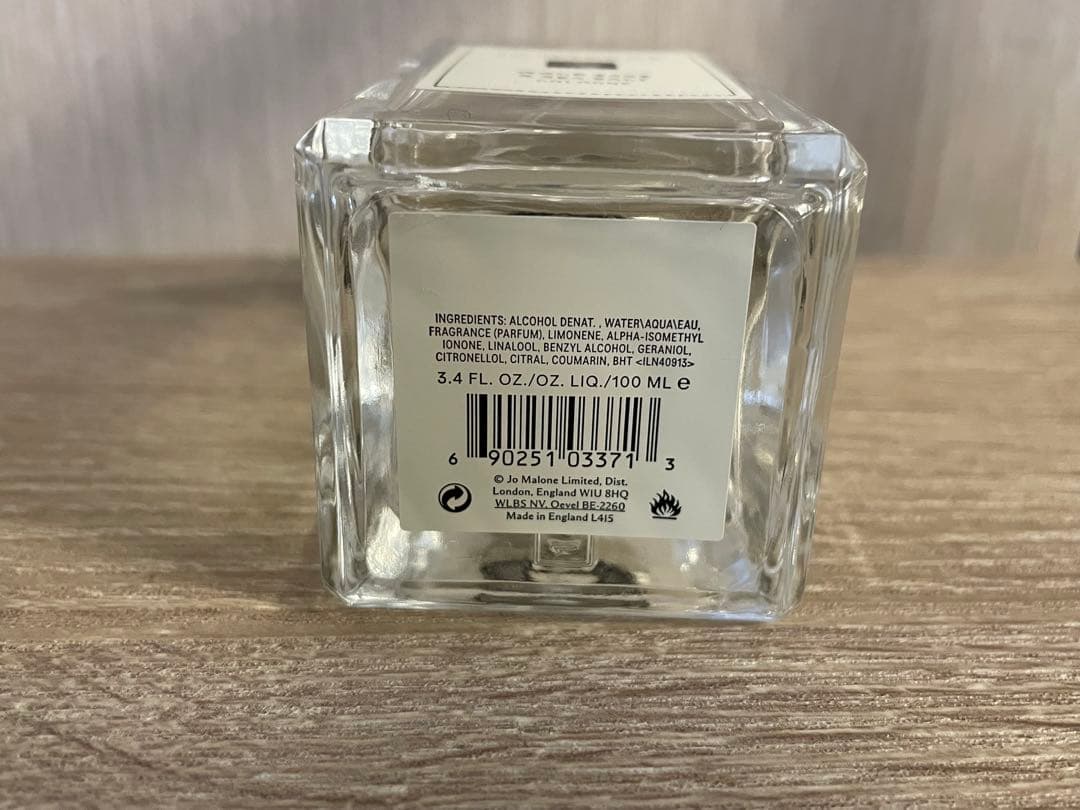 INGREDIENTS: ALCOHOL DENAT. , WATER\AQUA\EAU,
FRAGRANCE (PARFUM), LIMONENE, ALPHA-ISOMETHYL
IONONE, LINALOOL, BENZYL ALCOHOL, GERANIOL,
CITRONELLOL, CITRAL, COUMARIN, BHT <ILN40913>
3.4 FL. OZ./OZ. LIQ./100 ML ℮
6 90251 03371 3
© Jo Malone Limited, Dist.
London, England W1U 8HQ
WLBS NV. Oevel BE-2260
Made in England L415